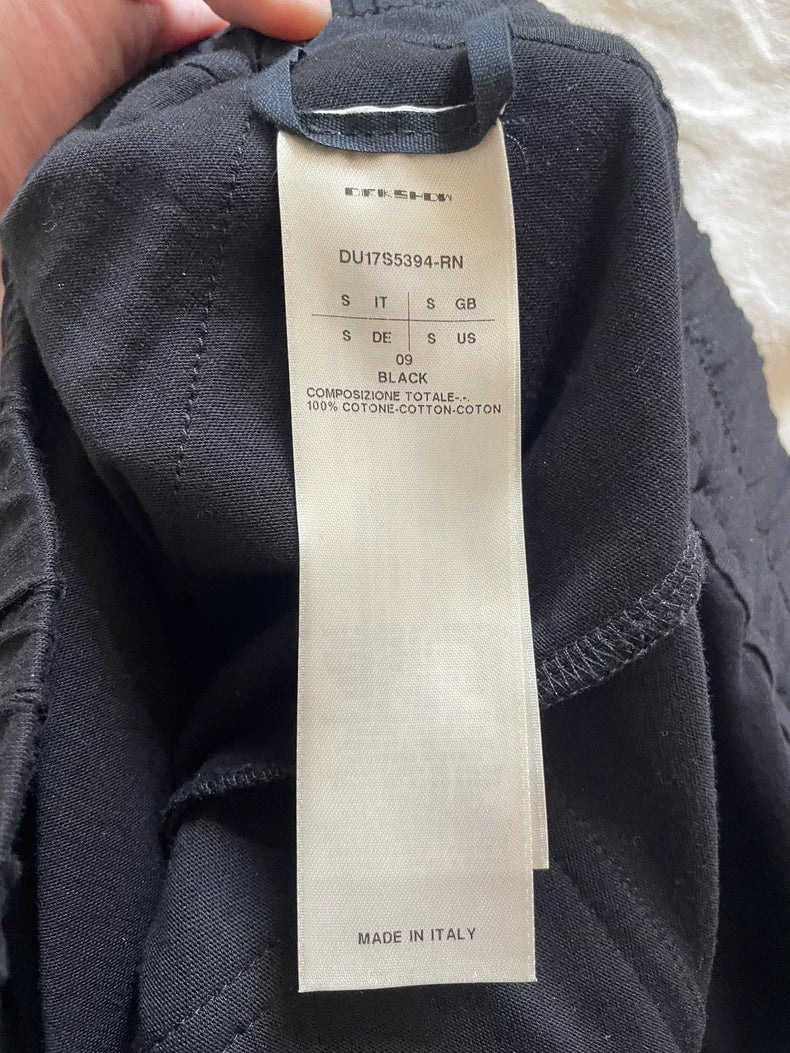 DRKSHDW
DU17S5394-RN
S IT S GB
S DE S US
09
BLACK
COMPOSIZIONE TOTALE-.-.
100% COTONE-COTTON-COTON
MADE IN ITALY